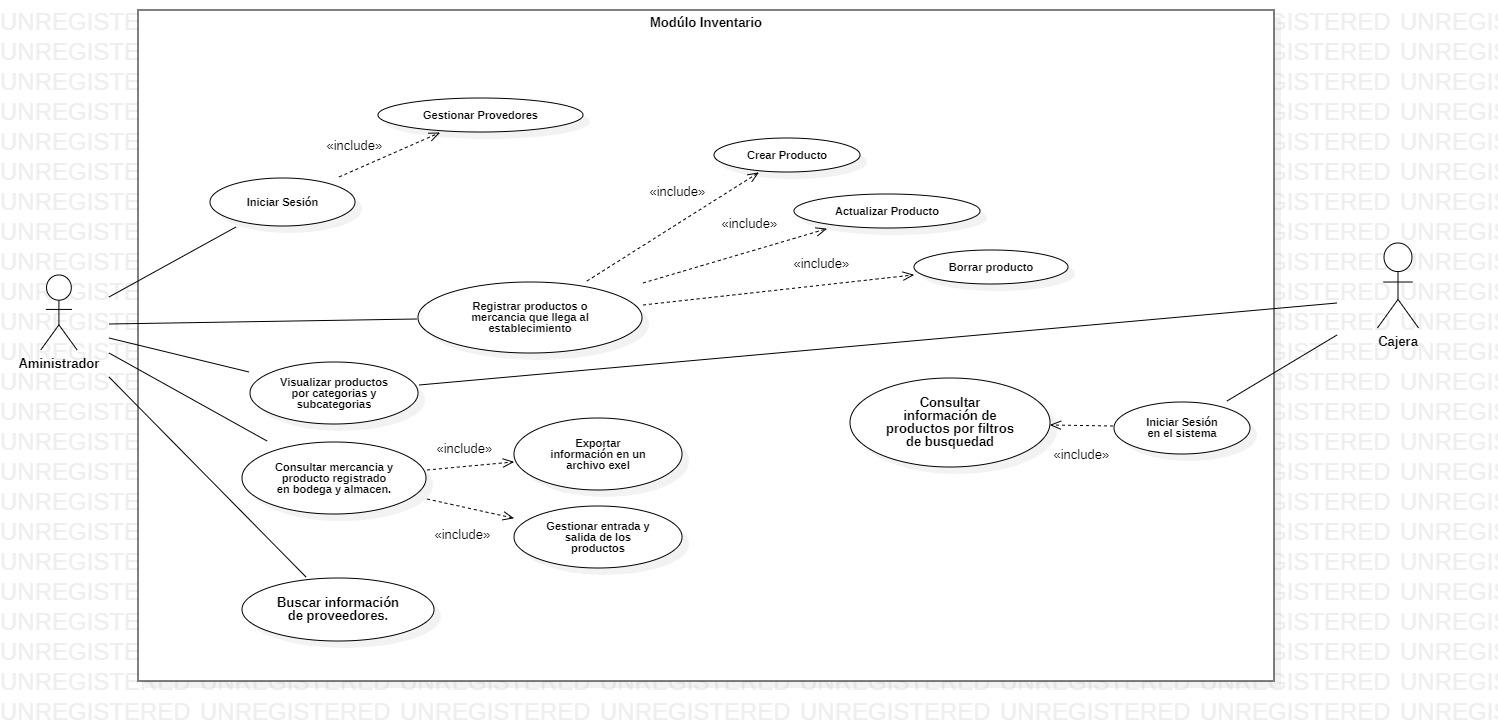 Modúlo Inventario
Gestionar Provedores
«include»
Crear Producto
Iniciar Sesión
«include»
Actualizar Producto
«include»
Borrar producto
«include»
Registrar productos o
mercancia que llega al
establecimiento
Aministrador
Cajera
Visualizar productos
por categorias y
subcategorias
Consultar
información de
productos por filtros
de busquedad
Iniciar Sesión
en el sistema
«include»
Consultar mercancia y
producto registrado
en bodega y almacen.
«include»
Exportar
información en un
archivo exel
«include»
Gestionar entrada y
salida de los
productos
Buscar información
de proveedores.
UNREGISTERED UNREGISTERED UNREGISTERED UNREGISTERED UNREGISTERED UNREGISTERED UNREGISTERED